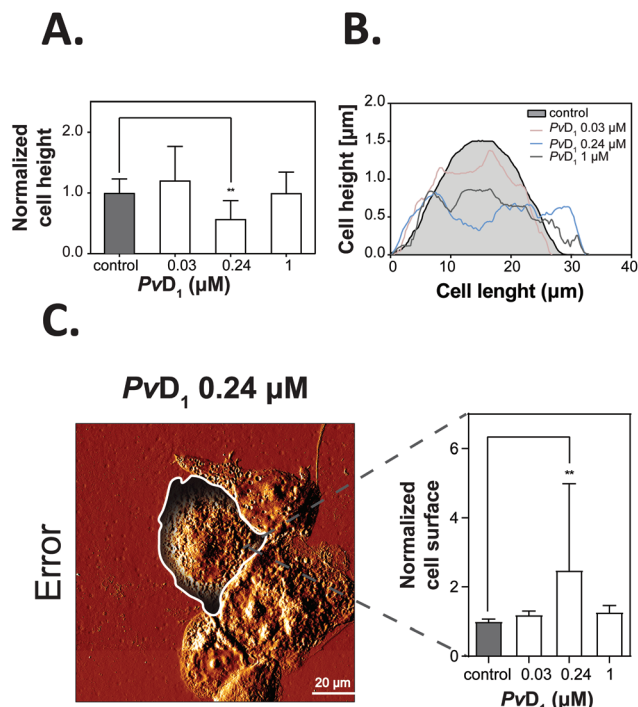 A.
B.
Normalized
cell height
2.0
1.0
0.0
**
control 0.03 0.24 1
PvD1 (µM)
Cell height [µm]
2.0
1.5
1.0
0.5
0.0
control
PvD1 0.03 µM
PvD1 0.24 µM
PvD1 1 µM
0 10 20 30 40
Cell lenght (µm)
C.
PvD1 0.24 µM
Error
20 µm
Normalized
cell surface
6
4
2
0
**
control 0.03 0.24 1
PvD1 (µM)